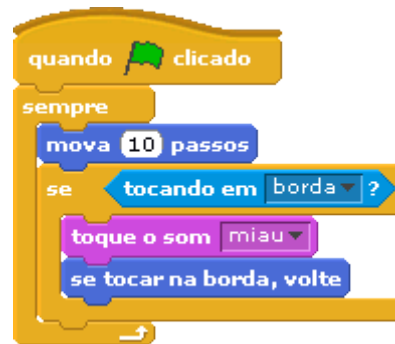 quando clicado
sempre
mova 10 passos
se tocando em borda ?
toque o som miau
se tocar na borda, volte